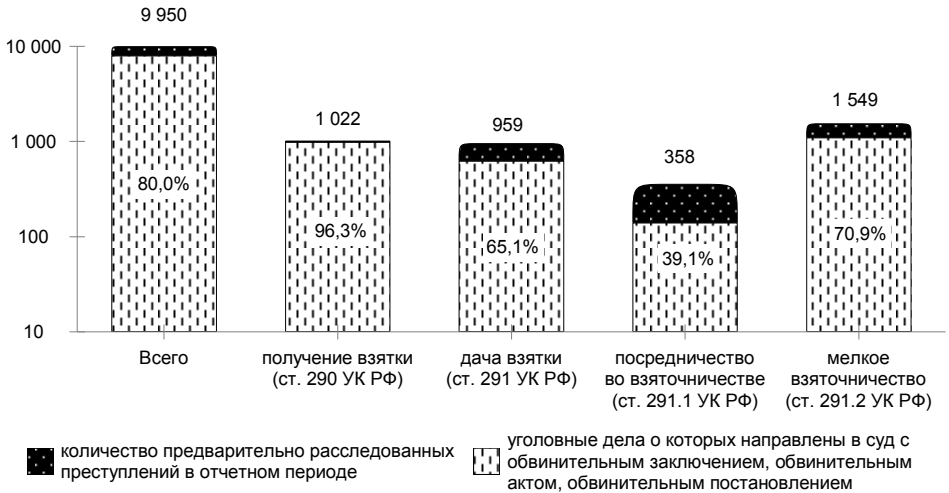 9 950
10 000
1 549
1 022
959
1 000
358
80,0%
96,3%
65,1%
39,1%
70,9%
100
10
Всего
получение взятки
(ст. 290 УК РФ)
дача взятки
(ст. 291 УК РФ)
посредничество
во взяточничестве
(ст. 291.1 УК РФ)
мелкое
взяточничество
(ст. 291.2 УК РФ)
количество предварительно расследованных
преступлений в отчетном периоде
уголовные дела о которых направлены в суд с
обвинительным заключением, обвинительным
актом, обвинительным постановлением